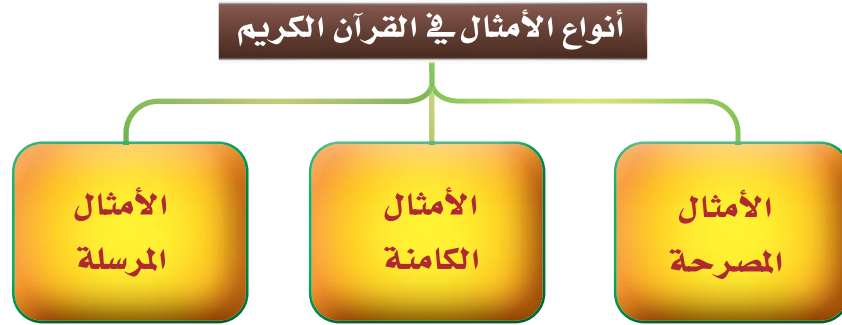 أنواع الأمثال في القرآن الكريم
الأمثال
المصرحة
الأمثال
الكامنة
الأمثال
المرسلة